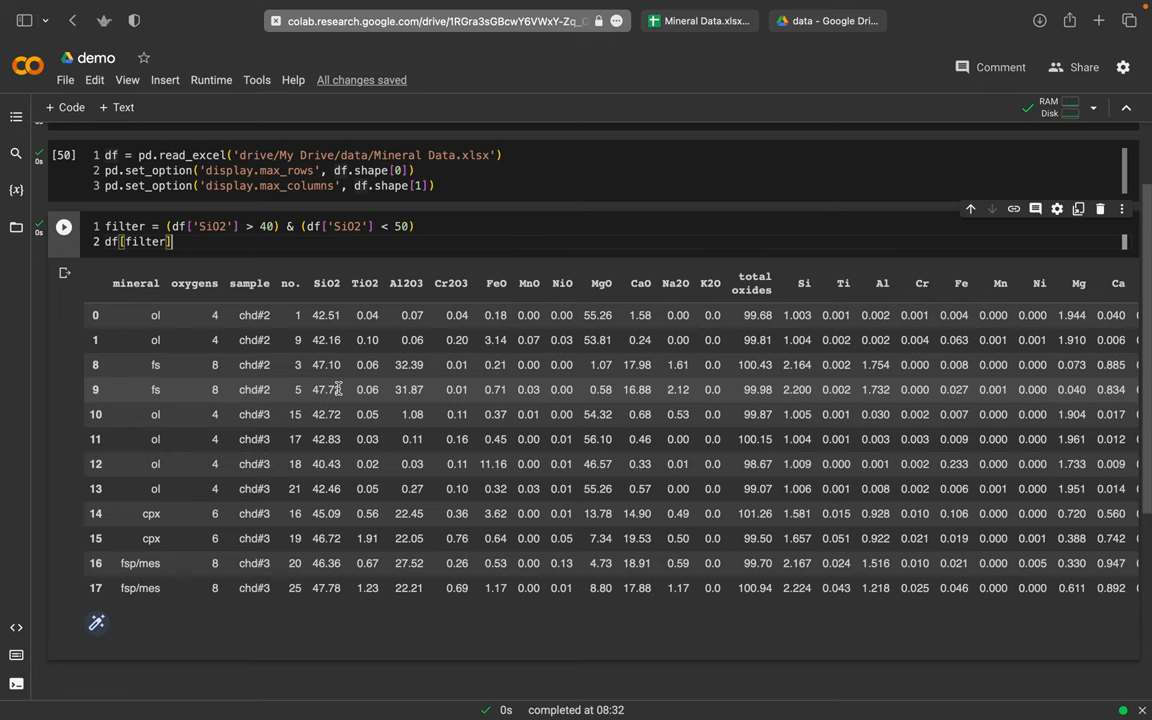 colab.research.google.com/drive/1RGra3sGBcwY6VWxY-Zq_
Mineral Data.xlsx...
data - Google Dri...
demo
File Edit View Insert Runtime Tools Help All changes saved
Comment Share
+ Code + Text
RAM
Disk
[50]
0s
1 df = pd.read_excel('drive/My Drive/data/Mineral Data.xlsx')
2 pd.set_option('display.max_rows', df.shape[0])
3 pd.set_option('display.max_columns', df.shape[1])
0s
1 filter = (df['SiO2'] > 40) & (df['SiO2'] < 50)
2 df[filter]
mineral oxygens sample no. SiO2 TiO2 Al2O3 Cr2O3 FeO MnO NiO MgO CaO Na2O K2O total oxides Si Ti Al Cr Fe Mn Ni Mg Ca
0 ol 4 chd#2 1 42.51 0.04 0.07 0.04 0.18 0.00 0.00 55.26 1.58 0.00 0.0 99.68 1.003 0.001 0.002 0.001 0.004 0.000 0.000 1.944 0.040
1 ol 4 chd#2 9 42.16 0.10 0.06 0.20 3.14 0.07 0.03 53.81 0.24 0.00 0.0 99.81 1.004 0.002 0.002 0.004 0.063 0.001 0.000 1.910 0.006
8 fs 8 chd#2 3 47.10 0.06 32.39 0.01 0.21 0.00 0.00 1.07 17.98 1.61 0.0 100.43 2.164 0.002 1.754 0.000 0.008 0.000 0.000 0.073 0.885
9 fs 8 chd#2 5 47.73 0.06 31.87 0.01 0.71 0.03 0.00 0.58 16.88 2.12 0.0 99.98 2.200 0.002 1.732 0.000 0.027 0.001 0.000 0.040 0.834
10 ol 4 chd#3 15 42.72 0.05 1.08 0.11 0.37 0.01 0.00 54.32 0.68 0.53 0.0 99.87 1.005 0.001 0.030 0.002 0.007 0.000 0.000 1.904 0.017
11 ol 4 chd#3 17 42.83 0.03 0.11 0.16 0.45 0.00 0.01 56.10 0.46 0.00 0.0 100.15 1.004 0.001 0.003 0.003 0.009 0.000 0.000 1.961 0.012
12 ol 4 chd#3 18 40.43 0.02 0.03 0.11 11.16 0.00 0.01 46.57 0.33 0.01 0.0 98.67 1.009 0.000 0.001 0.002 0.233 0.000 0.000 1.733 0.009
13 ol 4 chd#3 21 42.46 0.05 0.27 0.10 0.32 0.03 0.01 55.26 0.57 0.00 0.0 99.07 1.006 0.001 0.008 0.002 0.006 0.001 0.000 1.951 0.014
14 cpx 6 chd#3 16 45.09 0.56 22.45 0.36 3.62 0.00 0.01 13.78 14.90 0.49 0.0 101.26 1.581 0.015 0.928 0.010 0.106 0.000 0.000 0.720 0.560
15 cpx 6 chd#3 19 46.72 1.91 22.05 0.76 0.64 0.00 0.05 7.34 19.53 0.50 0.0 99.50 1.657 0.051 0.922 0.021 0.019 0.000 0.001 0.388 0.742
16 fsp/mes 8 chd#3 20 46.36 0.67 27.52 0.26 0.53 0.00 0.13 4.73 18.91 0.59 0.0 99.70 2.167 0.024 1.516 0.010 0.021 0.000 0.005 0.330 0.947
17 fsp/mes 8 chd#3 25 47.78 1.23 22.21 0.69 1.17 0.00 0.01 8.80 17.88 1.17 0.0 100.94 2.224 0.043 1.218 0.025 0.046 0.000 0.000 0.611 0.892
0s completed at 08:32